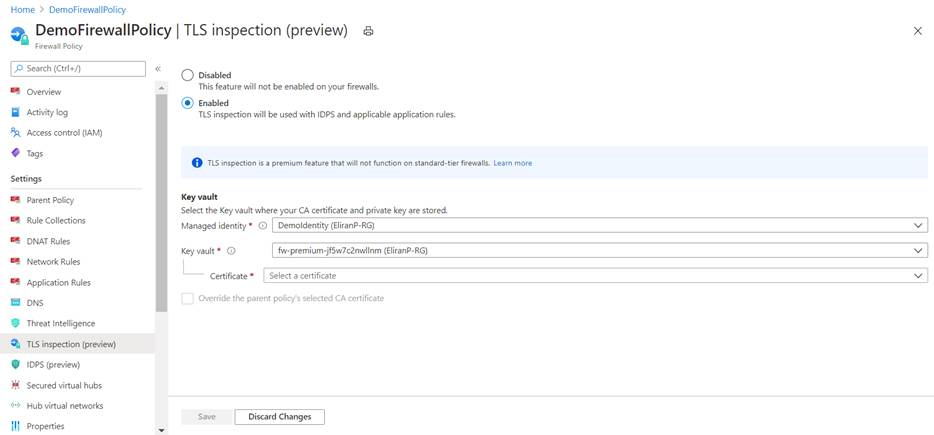 Home > DemoFirewallPolicy
DemoFirewallPolicy | TLS inspection (preview)
Firewall Policy
Search (Ctrl+/)
Overview
Activity log
Access control (IAM)
Tags
Settings
Parent Policy
Rule Collections
DNAT Rules
Network Rules
Application Rules
DNS
Threat Intelligence
TLS inspection (preview)
IDPS (preview)
Secured virtual hubs
Hub virtual networks
Properties
Disabled
This feature will not be enabled on your firewalls.
Enabled
TLS inspection will be used with IDPS and applicable application rules.
TLS inspection is a premium feature that will not function on standard-tier firewalls. Learn more
Key vault
Select the Key vault where your CA certificate and private key are stored.
Managed identity * DemoIdentity (EliranP-RG)
Key vault * fw-premium-jf5w7c2nwllnm (EliranP-RG)
Certificate * Select a certificate
Override the parent policy's selected CA certificate
Save Discard Changes